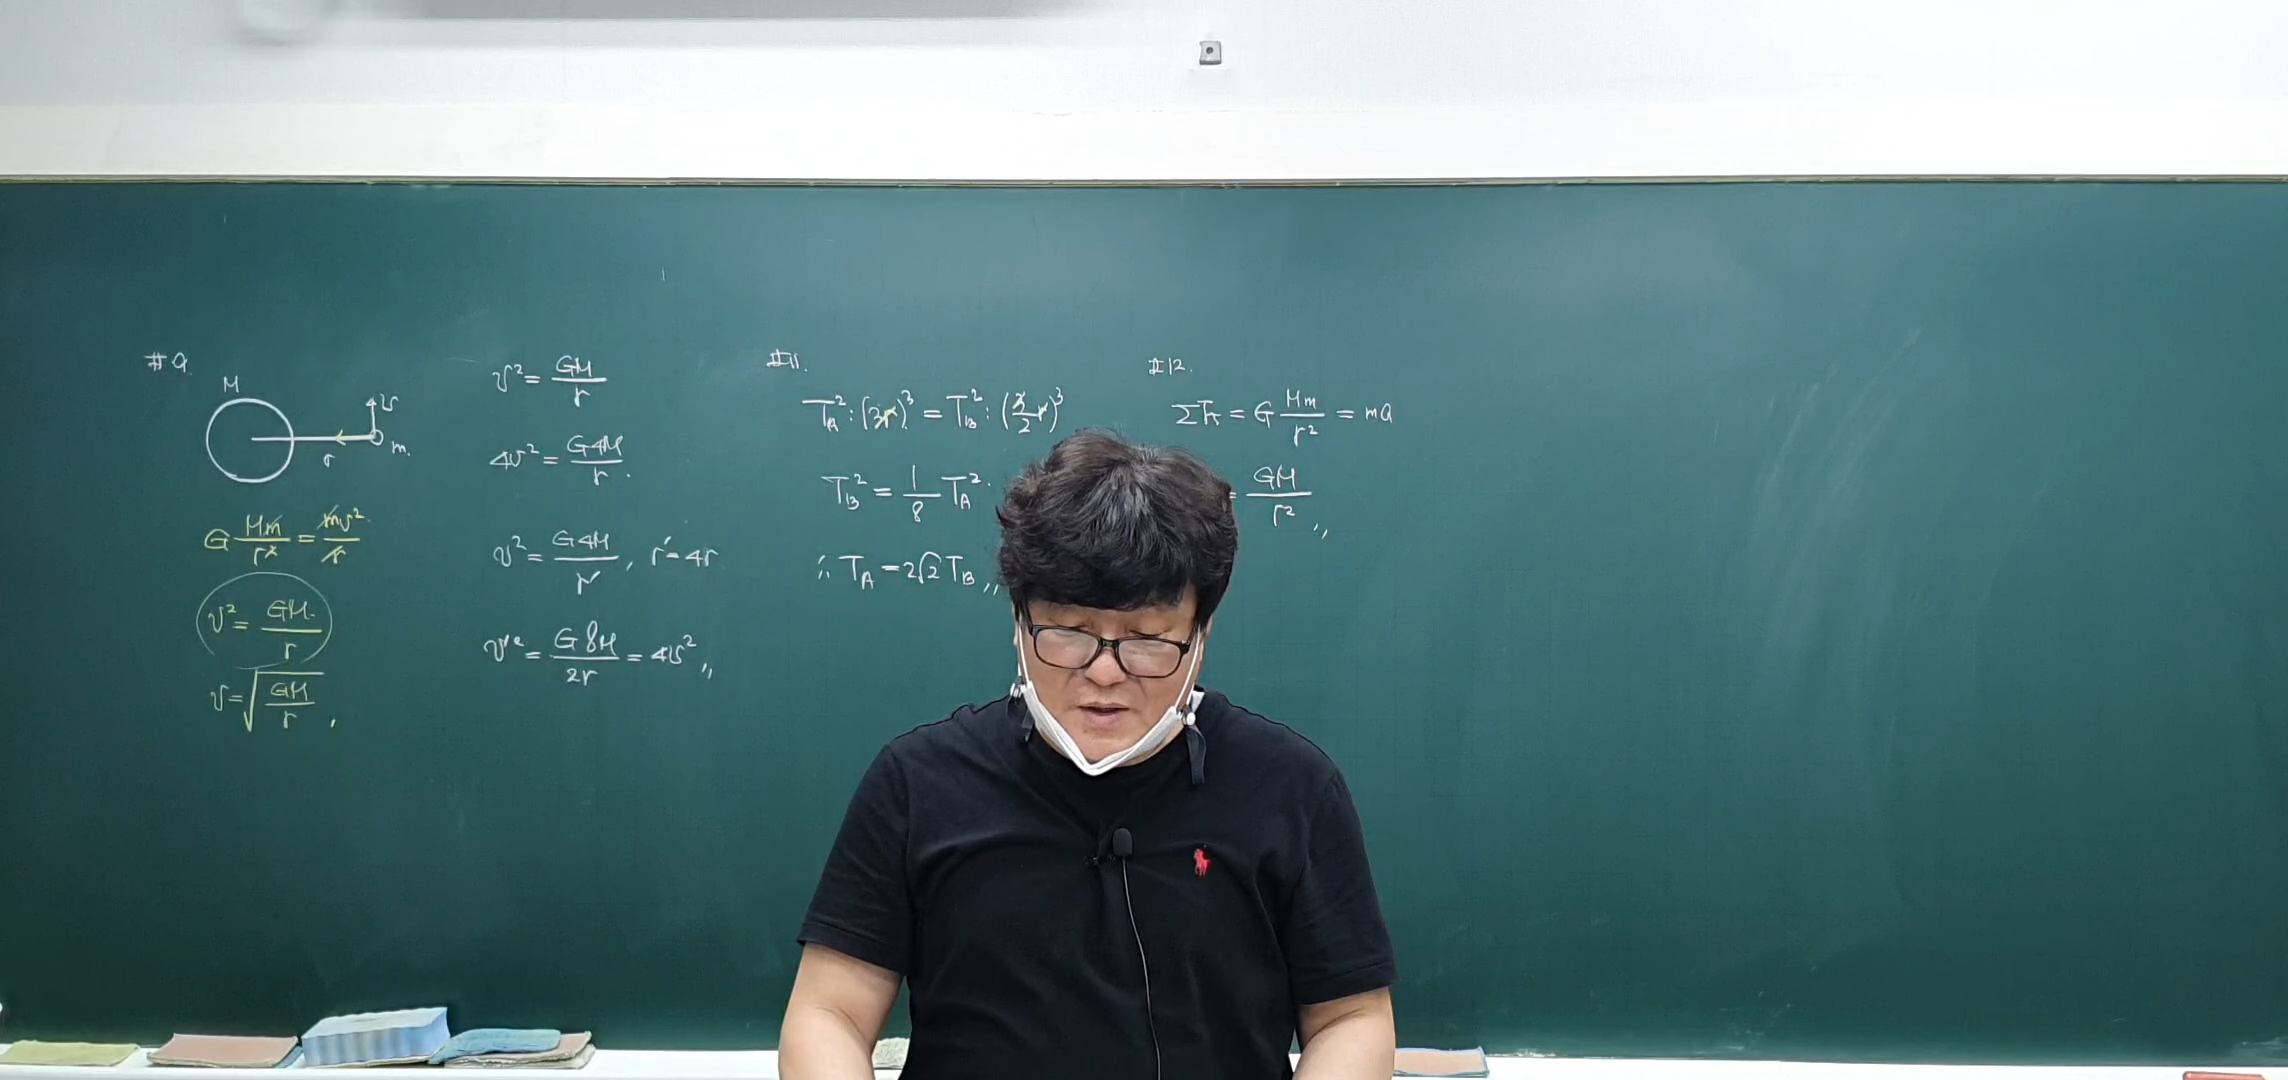 #9.
M
v
m.
r
G Mm/r² = mv²/r
v² = GM/r
v = √(GM/r) .
v² = GM/r
4v² = G4M/r .
v² = G4M/r' , r' = 4r
v'² = G8M/2r = 4v² 〃
#11.
T_A² : (3r)³ = T_B² : (3/2 r)³
T_B² = 1/8 T_A² .
∴ T_A = 2√2 T_B 〃
#12.
= G Mm/r² = ma
= GM/r² 〃